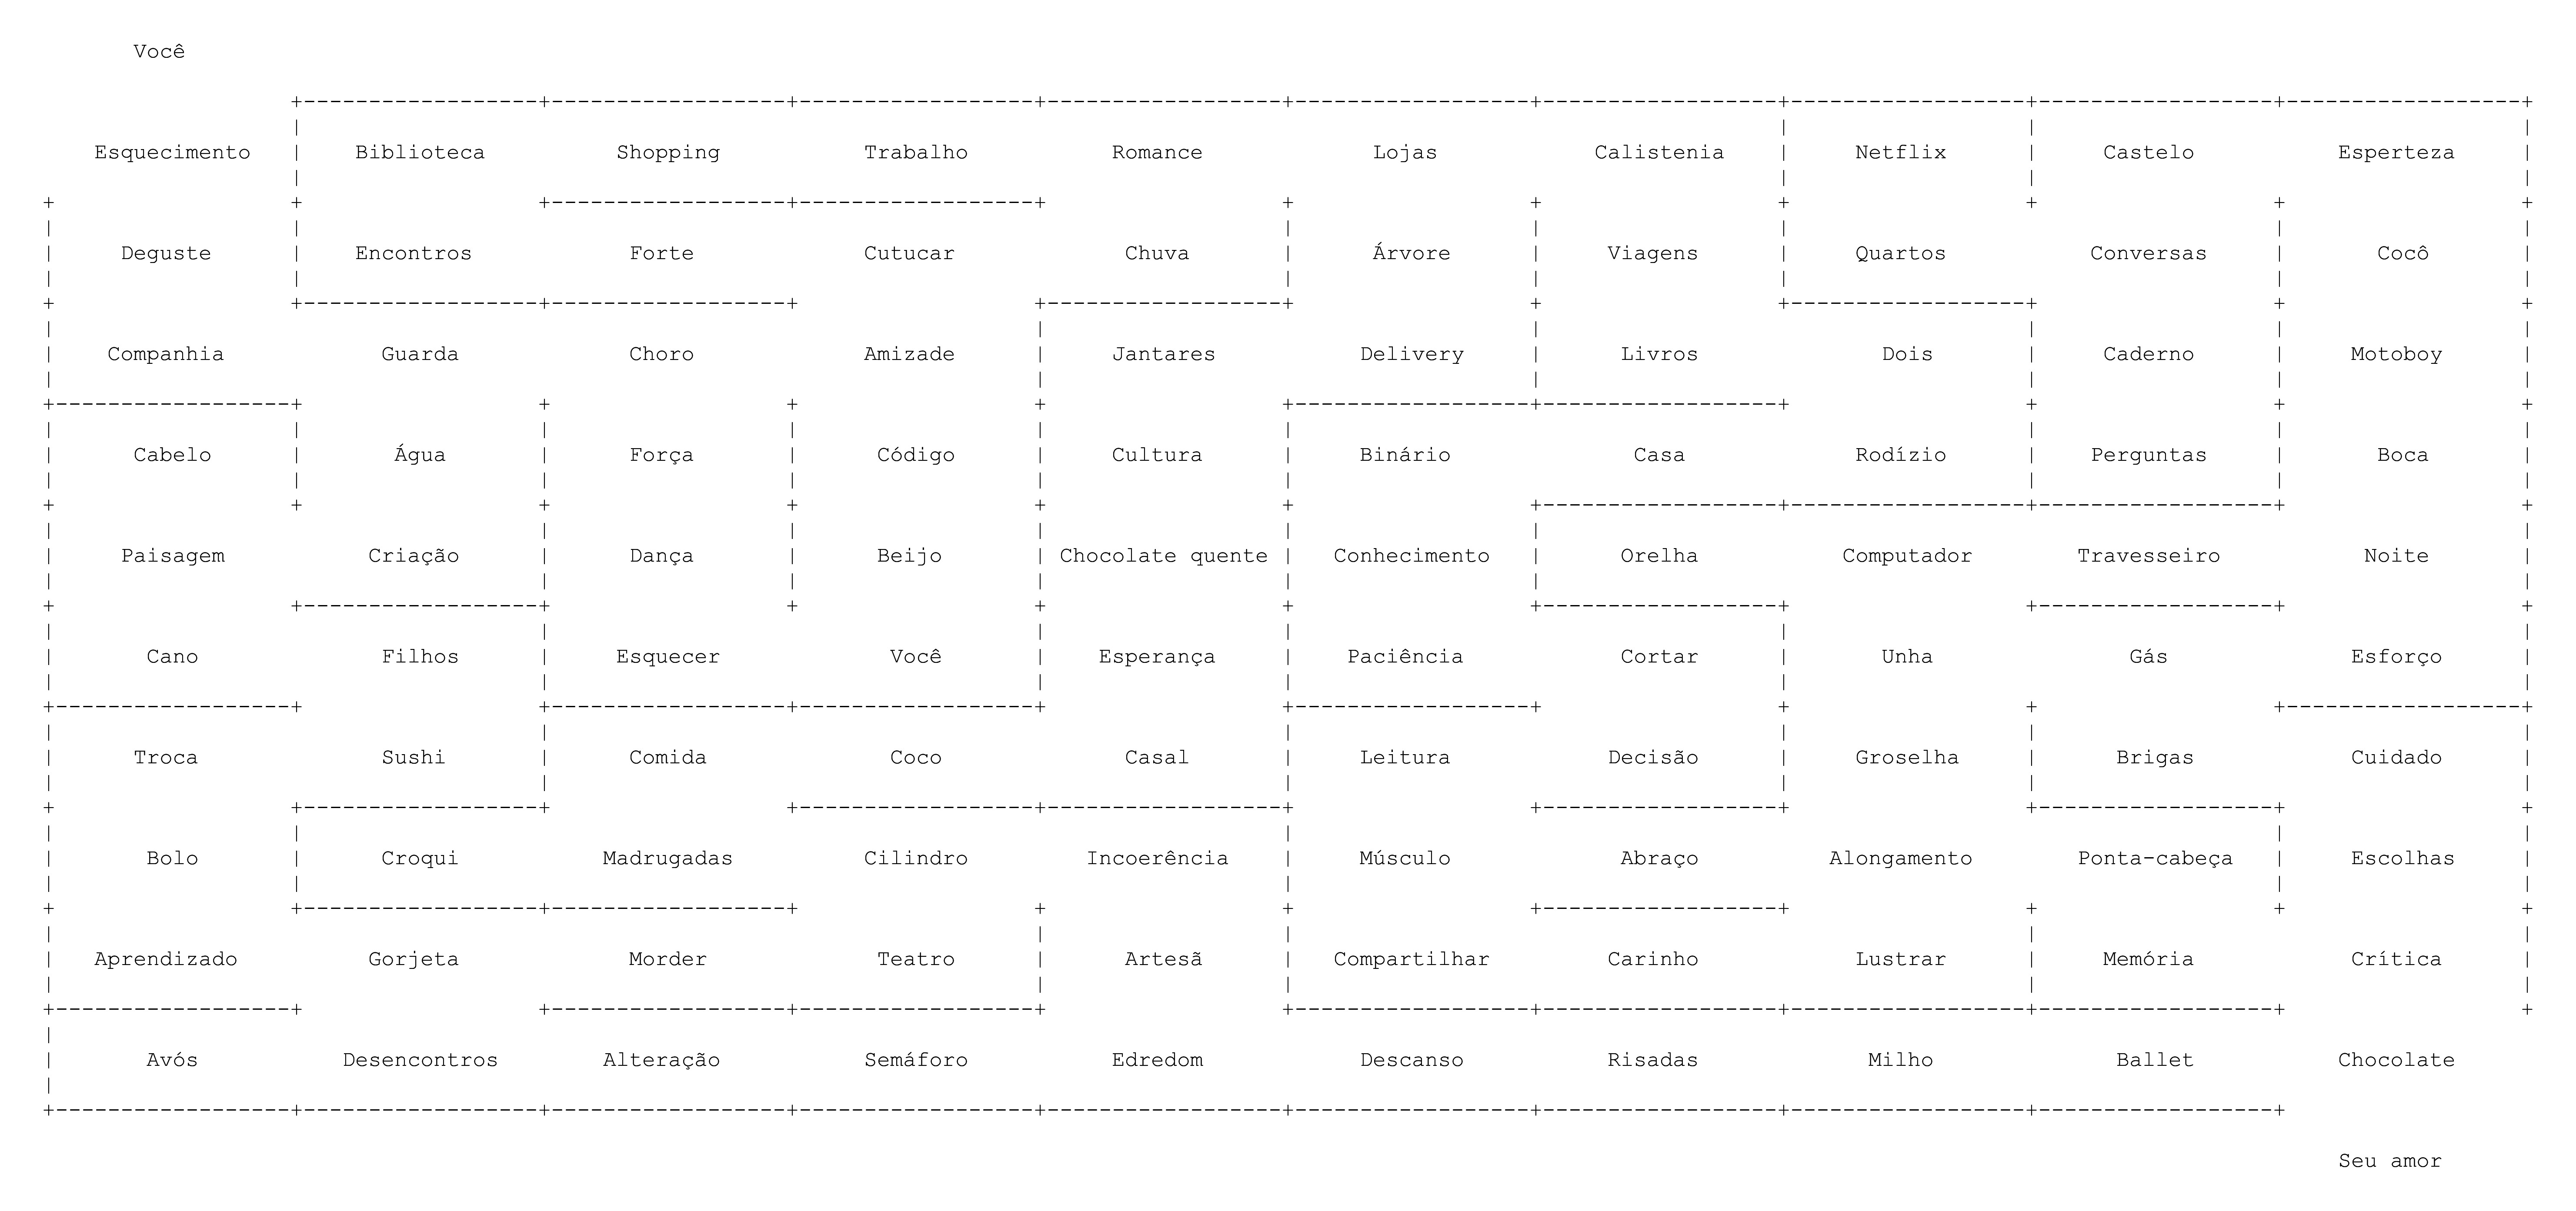 Você
Esquecimento Biblioteca Shopping Trabalho Romance Lojas Calistenia Netflix Castelo Esperteza
Deguste Encontros Forte Cutucar Chuva Árvore Viagens Quartos Conversas Cocô
Companhia Guarda Choro Amizade Jantares Delivery Livros Dois Caderno Motoboy
Cabelo Água Força Código Cultura Binário Casa Rodízio Perguntas Boca
Paisagem Criação Dança Beijo Chocolate quente Conhecimento Orelha Computador Travesseiro Noite
Cano Filhos Esquecer Você Esperança Paciência Cortar Unha Gás Esforço
Troca Sushi Comida Coco Casal Leitura Decisão Groselha Brigas Cuidado
Bolo Croqui Madrugadas Cilindro Incoerência Músculo Abraço Alongamento Ponta-cabeça Escolhas
Aprendizado Gorjeta Morder Teatro Artesã Compartilhar Carinho Lustrar Memória Crítica
Avós Desencontros Alteração Semáforo Edredom Descanso Risadas Milho Ballet Chocolate
Seu amor